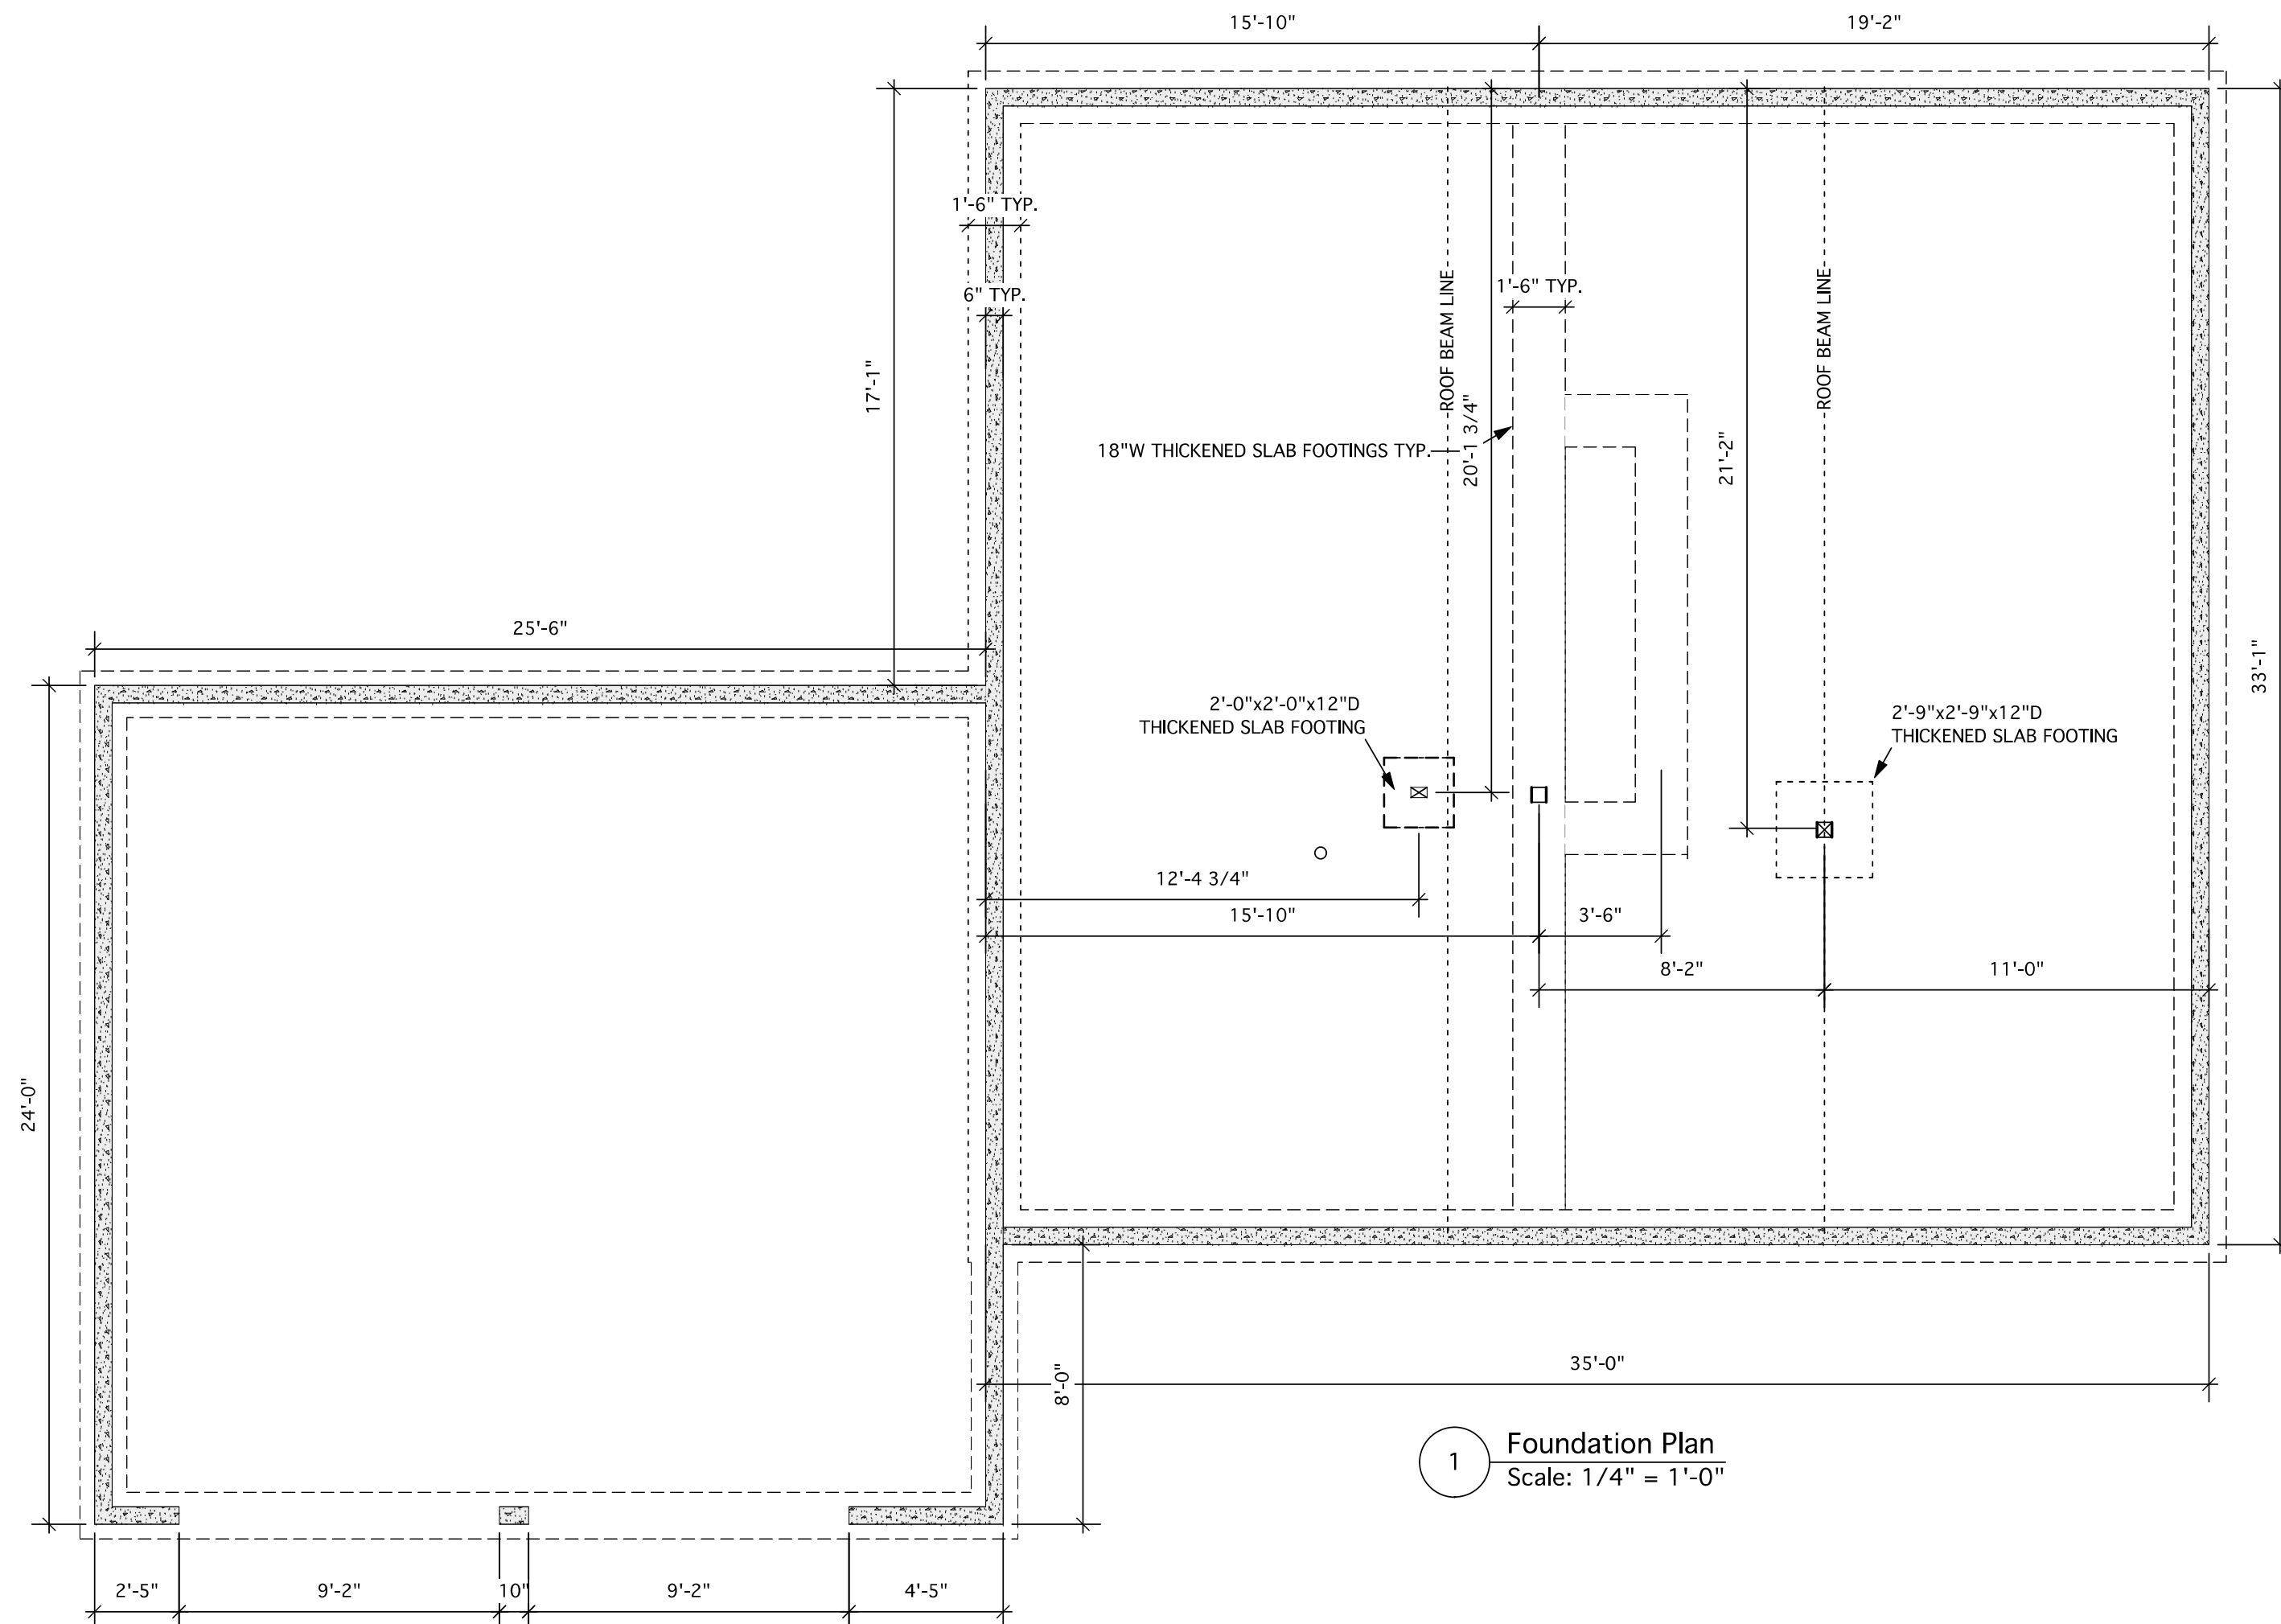 15'-10"
19'-2"
1'-6" TYP.
6" TYP.
17'-1"
ROOF BEAM LINE
1'-6" TYP.
ROOF BEAM LINE
18"W THICKENED SLAB FOOTINGS TYP.
20'-1 3/4"
21'-2"
25'-6"
33'-1"
2'-0"x2'-0"x12"D
THICKENED SLAB FOOTING
2'-9"x2'-9"x12"D
THICKENED SLAB FOOTING
12'-4 3/4"
15'-10"
3'-6"
8'-2"
11'-0"
24'-0"
35'-0"
8'-0"
1
Foundation Plan
Scale: 1/4" = 1'-0"
2'-5"
9'-2"
10"
9'-2"
4'-5"